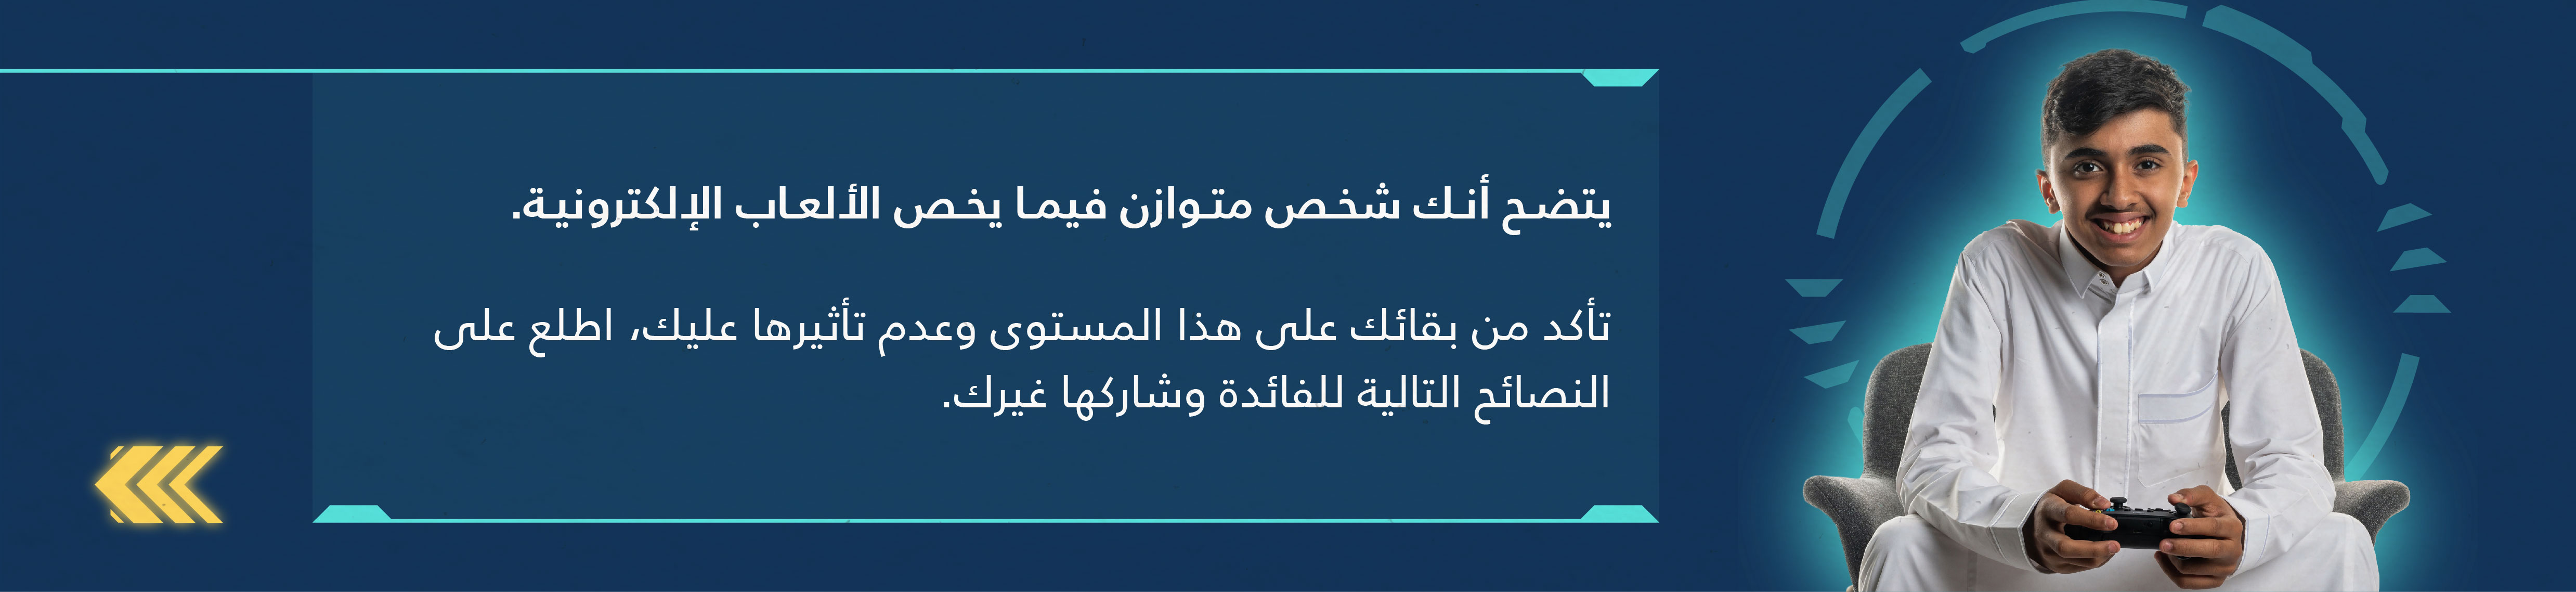 يتضح أنك شخص متوازن فيما يخص الألعاب الإلكترونية.
تأكد من بقائك على هذا المستوى وعدم تأثيرها عليك، اطلع على
النصائح التالية للفائدة وشاركها غيرك.